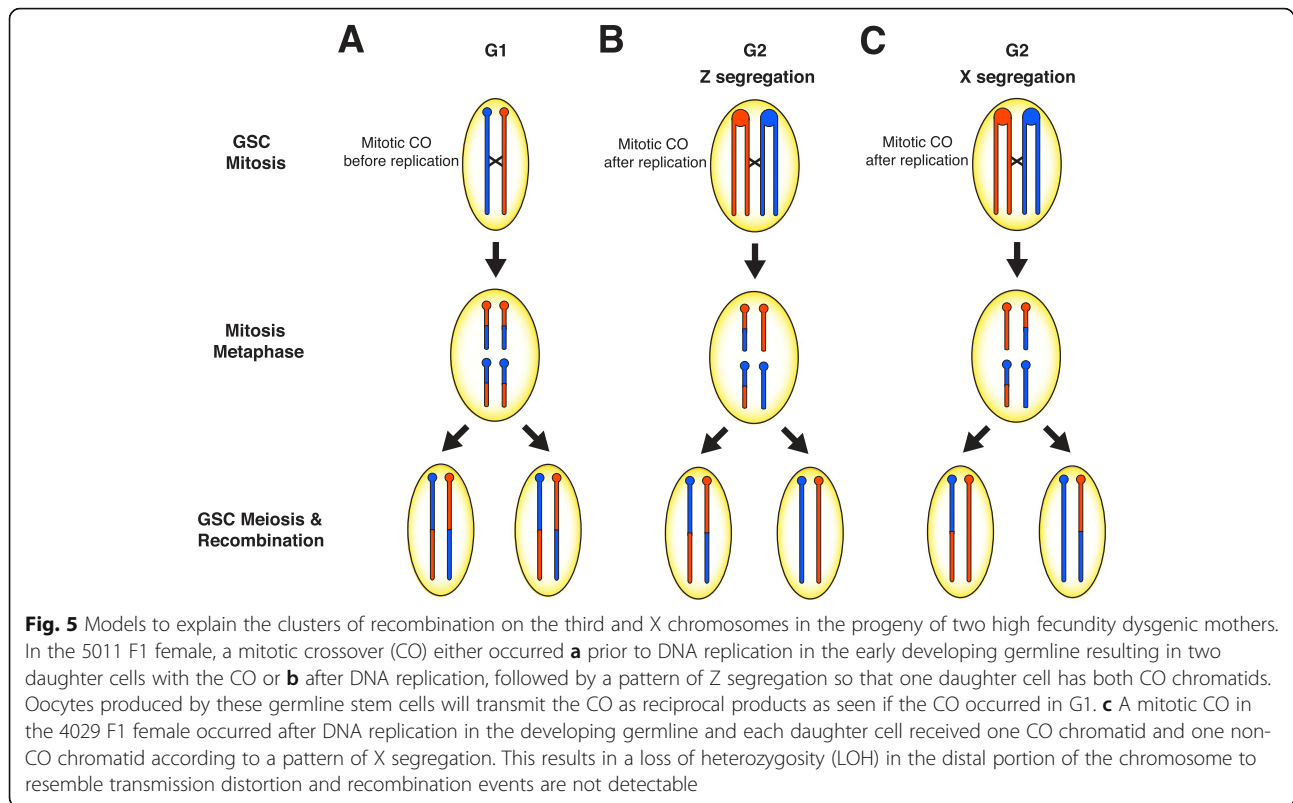 A
G1
B
G2
Z segregation
C
G2
X segregation
GSC
Mitosis
Mitotic CO
before replication
Mitotic CO
after replication
Mitotic CO
after replication
Mitosis
Metaphase
GSC Meiosis &
Recombination
Fig. 5 Models to explain the clusters of recombination on the third and X chromosomes in the progeny of two high fecundity dysgenic mothers.
In the 5011 F1 female, a mitotic crossover (CO) either occurred a prior to DNA replication in the early developing germline resulting in two
daughter cells with the CO or b after DNA replication, followed by a pattern of Z segregation so that one daughter cell has both CO chromatids.
Oocytes produced by these germline stem cells will transmit the CO as reciprocal products as seen if the CO occurred in G1. c A mitotic CO in
the 4029 F1 female occurred after DNA replication in the developing germline and each daughter cell received one CO chromatid and one non-
CO chromatid according to a pattern of X segregation. This results in a loss of heterozygosity (LOH) in the distal portion of the chromosome to
resemble transmission distortion and recombination events are not detectable